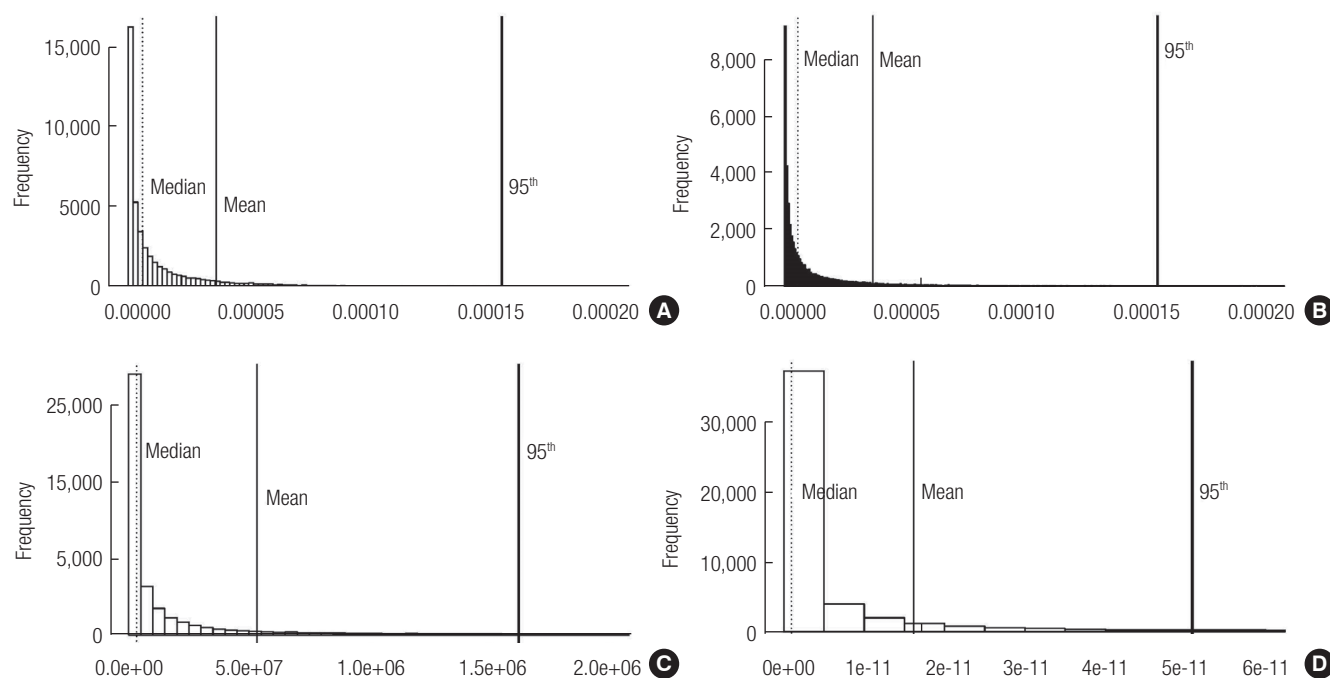 15,000
10,000
5000
0
Frequency
Median
Mean
95th
0.00000 0.00005 0.00010 0.00015 0.00020
A
8,000
6,000
4,000
2,000
0
Frequency
Median
Mean
95th
0.00000 0.00005 0.00010 0.00015 0.00020
B
25,000
15,000
5,000
0
Frequency
Median
Mean
95th
0.0e+00 5.0e+07 1.0e+06 1.5e+06 2.0e+06
C
30,000
20,000
10,000
0
Frequency
Median
Mean
95th
0e+00 1e-11 2e-11 3e-11 4e-11 5e-11 6e-11
D